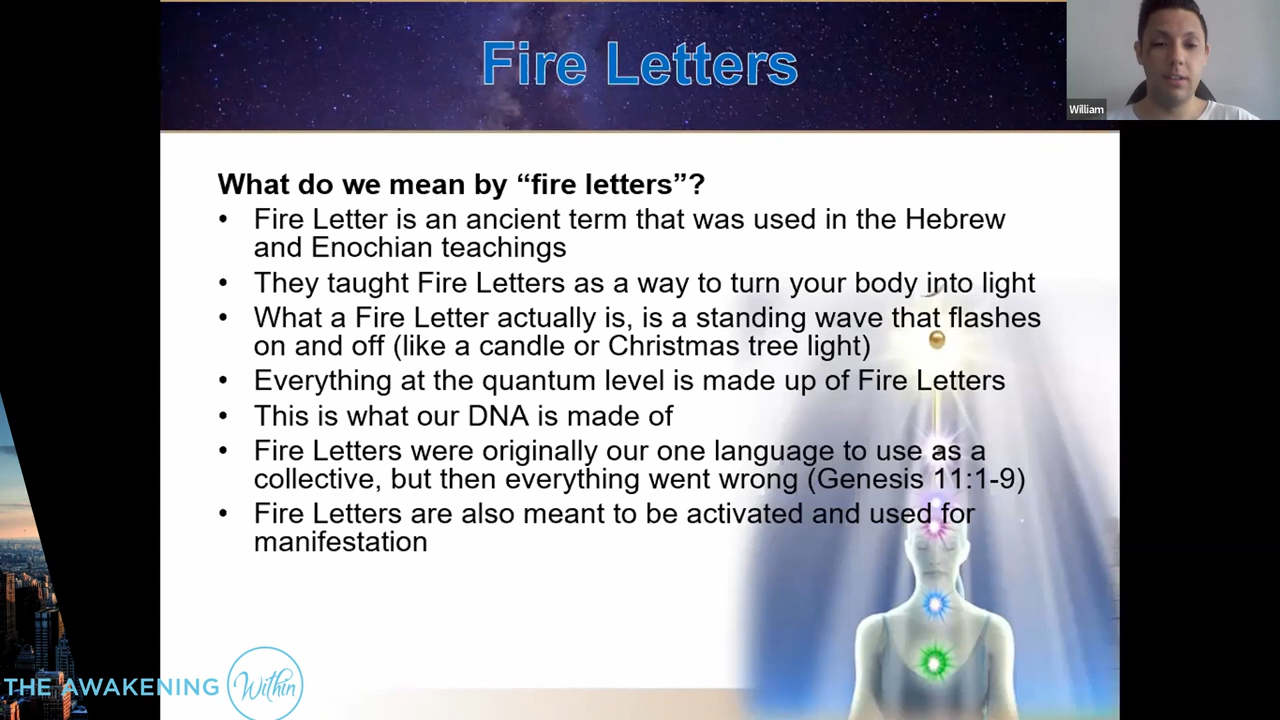 Fire Letters
William
What do we mean by “fire letters”?
• Fire Letter is an ancient term that was used in the Hebrew
and Enochian teachings
• They taught Fire Letters as a way to turn your body into light
• What a Fire Letter actually is, is a standing wave that flashes
on and off (like a candle or Christmas tree light)
• Everything at the quantum level is made up of Fire Letters
• This is what our DNA is made of
• Fire Letters were originally our one language to use as a
collective, but then everything went wrong (Genesis 11:1-9)
• Fire Letters are also meant to be activated and used for
manifestation
THE AWAKENING Within